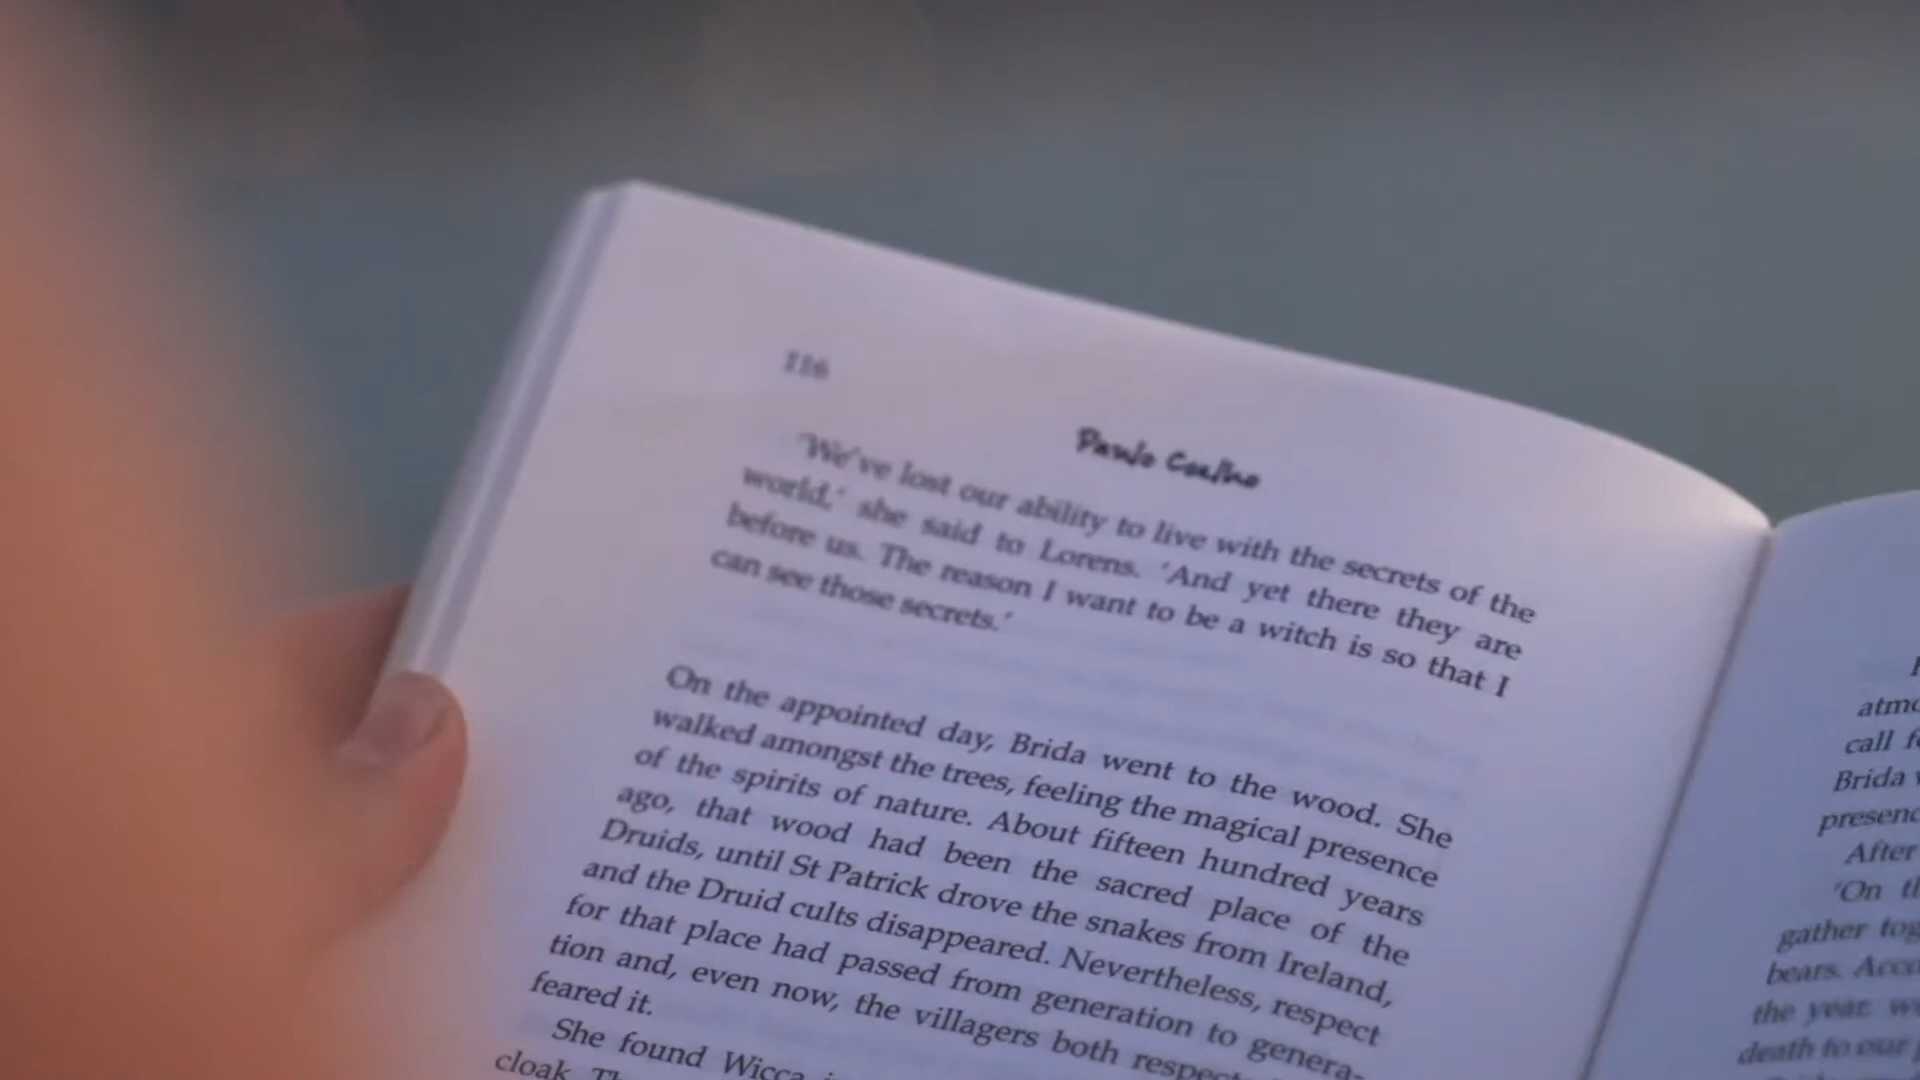 116
Paulo Coelho
'We've lost our ability to live with the secrets of the
world,' she said to Lorens. 'And yet there they are
before us. The reason I want to be a witch is so that I
can see those secrets.'
On the appointed day, Brida went to the wood. She
walked amongst the trees, feeling the magical presence
of the spirits of nature. About fifteen hundred years
ago, that wood had been the sacred place of the
Druids, until St Patrick drove the snakes from Ireland,
and the Druid cults disappeared. Nevertheless, respect
for that place had passed from generation to genera-
tion and, even now, the villagers both respect
feared it.
She found Wicca
cloak.
call
Brida
After
'On
gather
bears.
the year,
death to our